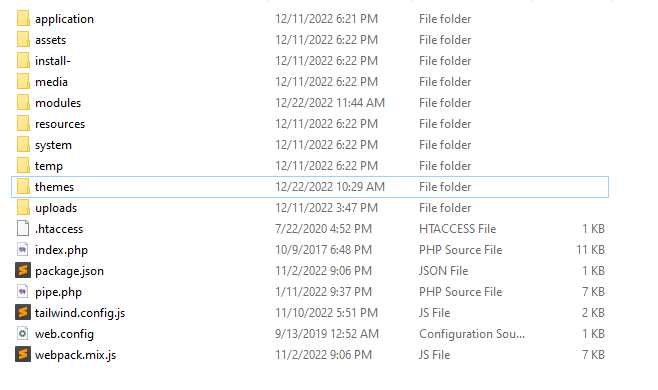 application 12/11/2022 6:21 PM File folder
assets 12/11/2022 6:22 PM File folder
install- 12/11/2022 6:22 PM File folder
media 12/11/2022 6:22 PM File folder
modules 12/22/2022 11:44 AM File folder
resources 12/11/2022 6:22 PM File folder
system 12/11/2022 6:22 PM File folder
temp 12/11/2022 6:22 PM File folder
themes 12/22/2022 10:29 AM File folder
uploads 12/11/2022 3:47 PM File folder
.htaccess 7/22/2020 4:52 PM HTACCESS File 1 KB
index.php 10/9/2017 6:48 PM PHP Source File 11 KB
package.json 11/2/2022 9:06 PM JSON File 1 KB
pipe.php 1/11/2022 9:37 PM PHP Source File 7 KB
tailwind.config.js 11/10/2022 5:51 PM JS File 2 KB
web.config 9/13/2019 12:52 AM Configuration Sou... 1 KB
webpack.mix.js 11/2/2022 9:06 PM JS File 7 KB